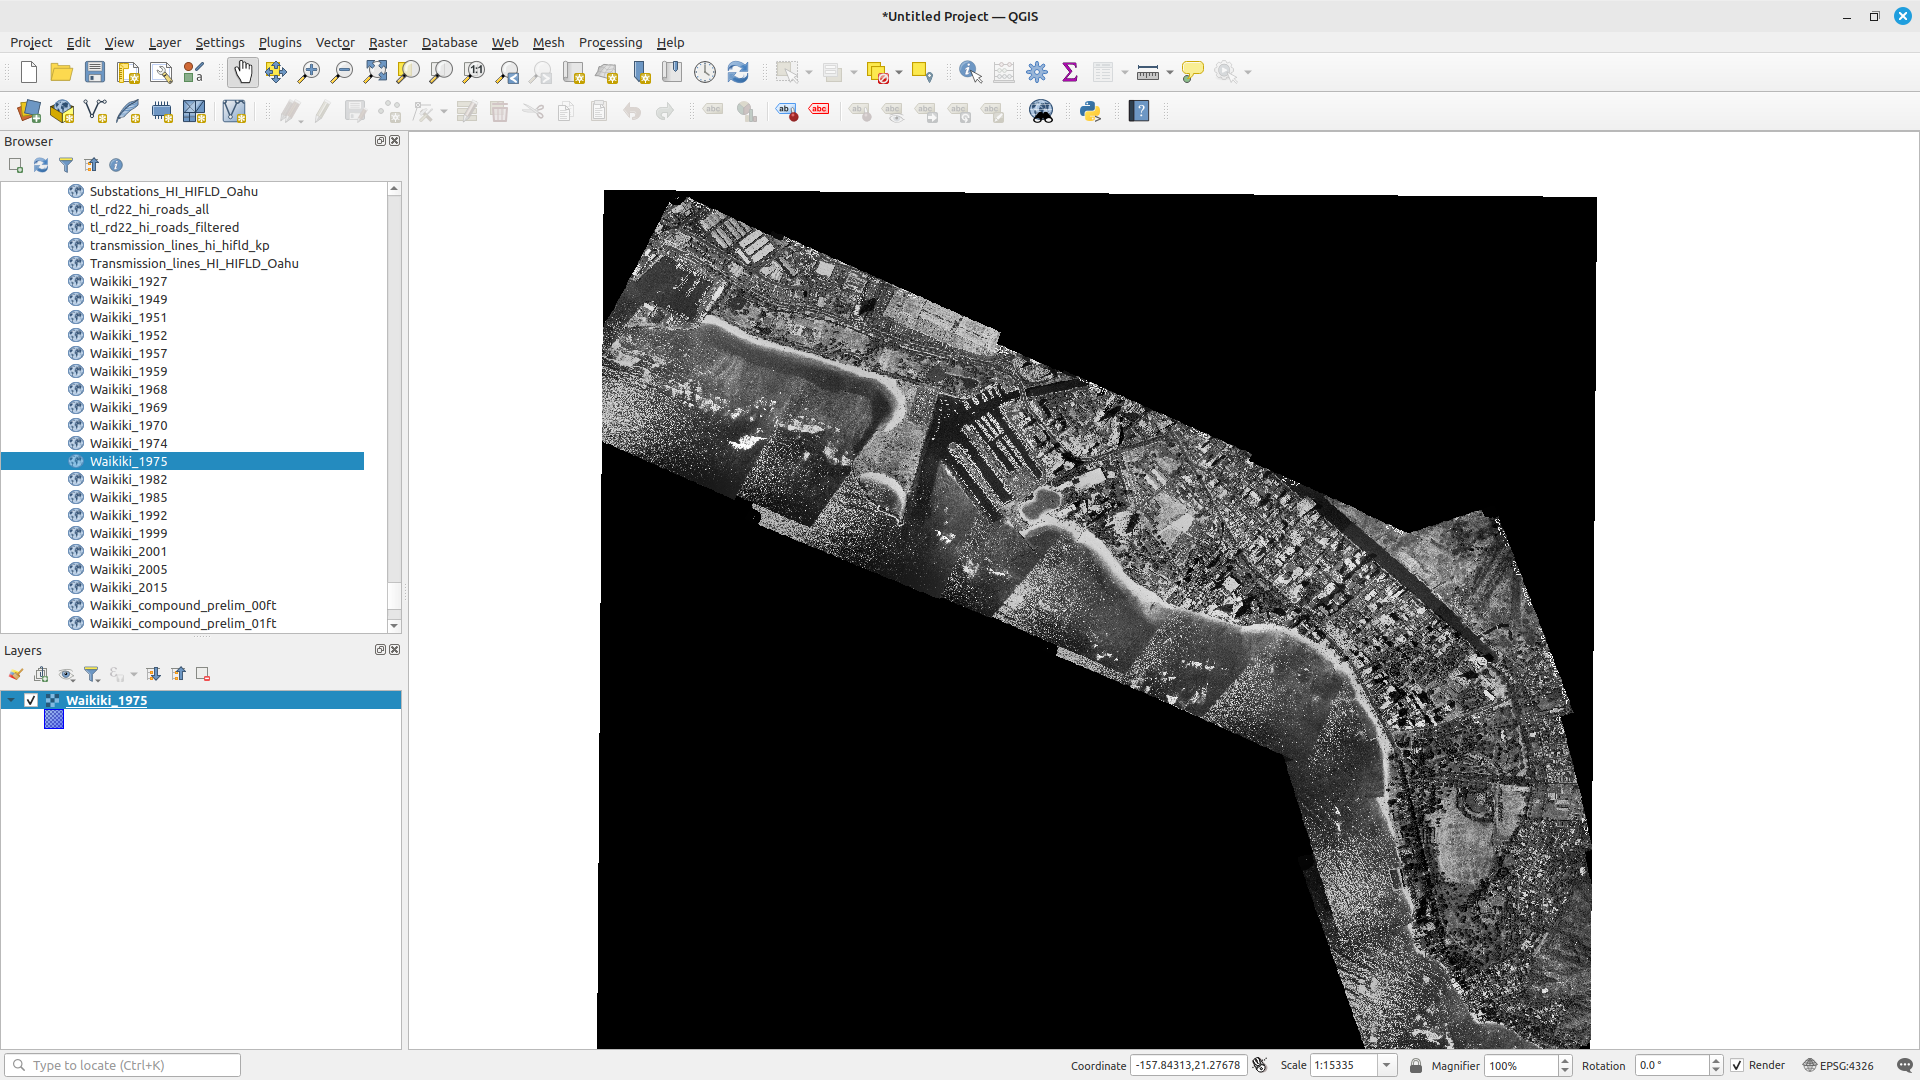 *Untitled Project — QGIS
Project Edit View Layer Settings Plugins Vector Raster Database Web Mesh Processing Help
Browser
Substations_HI_HIFLD_Oahu
tl_rd22_hi_roads_all
tl_rd22_hi_roads_filtered
transmission_lines_hi_hifld_kp
Transmission_lines_HI_HIFLD_Oahu
Waikiki_1927
Waikiki_1949
Waikiki_1951
Waikiki_1952
Waikiki_1957
Waikiki_1959
Waikiki_1968
Waikiki_1969
Waikiki_1970
Waikiki_1974
Waikiki_1975
Waikiki_1982
Waikiki_1985
Waikiki_1992
Waikiki_1999
Waikiki_2001
Waikiki_2005
Waikiki_2015
Waikiki_compound_prelim_00ft
Waikiki_compound_prelim_01ft
Layers
Waikiki_1975
Type to locate (Ctrl+K)
Coordinate -157.84313,21.27678 Scale 1:15335 Magnifier 100% Rotation 0.0 ° Render EPSG:4326